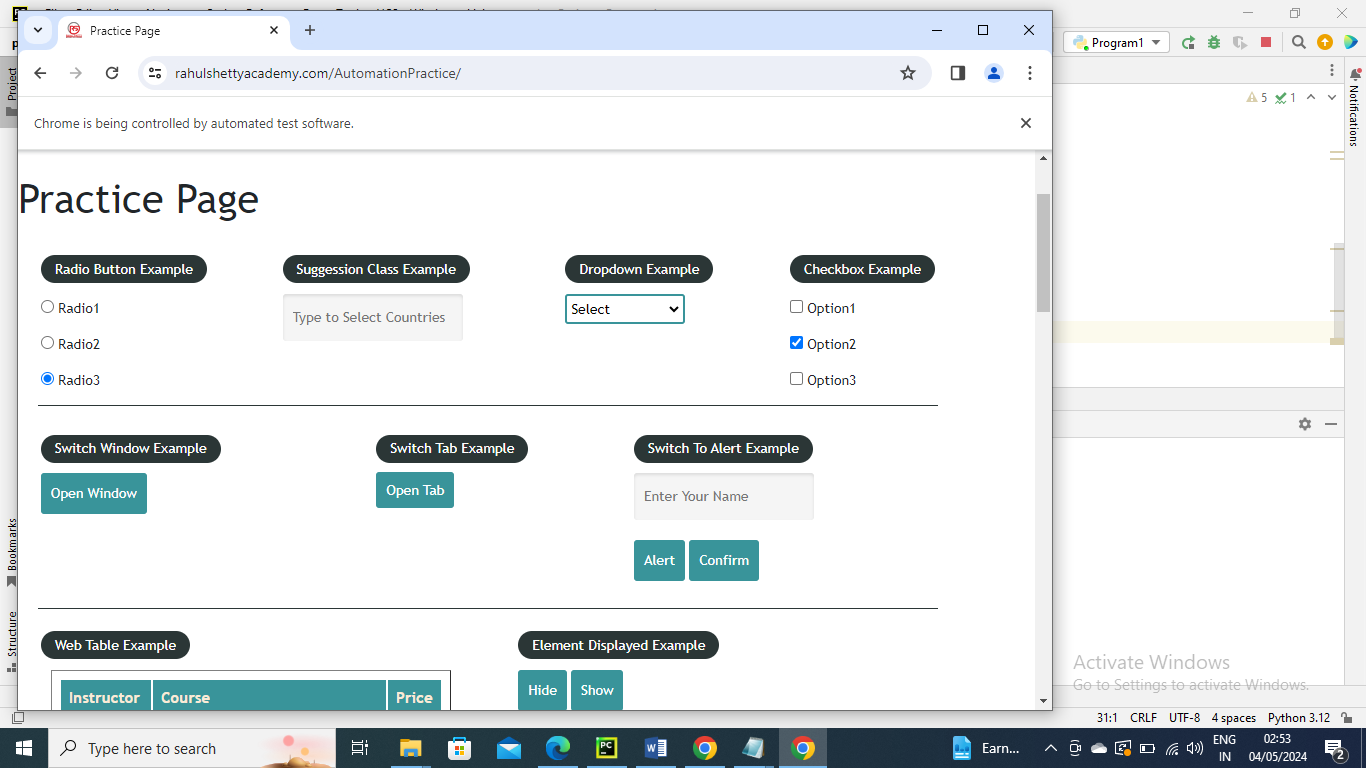 Practice Page
Program1
rahulshettyacademy.com/AutomationPractice/
Project
5
1
Notifications
Chrome is being controlled by automated test software.
Practice Page
Radio Button Example
Suggession Class Example
Dropdown Example
Checkbox Example
Radio1
Type to Select Countries
Select
Option1
Radio2
Option2
Radio3
Option3
Switch Window Example
Switch Tab Example
Switch To Alert Example
Open Window
Open Tab
Enter Your Name
Alert
Confirm
Bookmarks
Structure
Web Table Example
Element Displayed Example
Instructor
Course
Price
Hide
Show
Activate Windows
Go to Settings to activate Windows.
31:1 CRLF UTF-8 4 spaces Python 3.12
Type here to search
Earn...
ENG
IN
02:53
04/05/2024
2